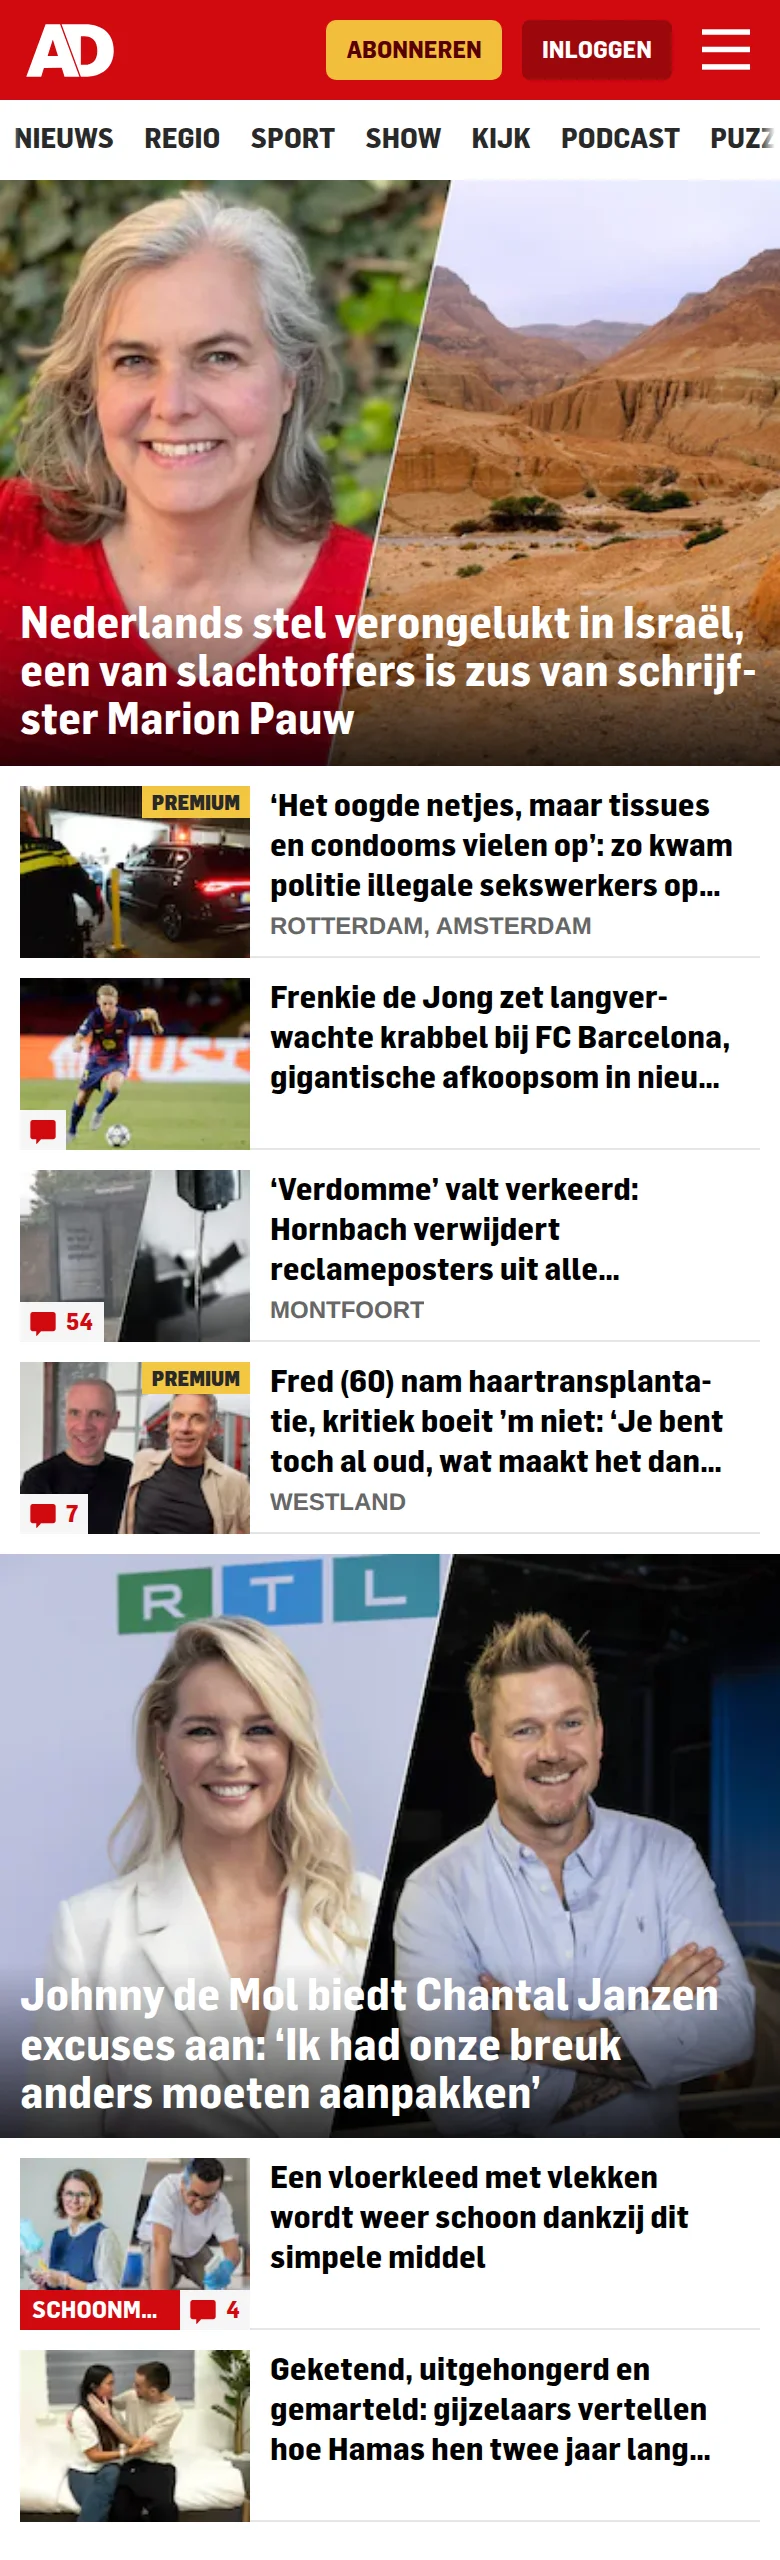 AD
ABONNEREN
INLOGGEN
NIEUWS REGIO SPORT SHOW KIJK PODCAST PUZZ
Nederlands stel verongelukt in Israël,
een van slachtoffers is zus van schrijf-
ster Marion Pauw
PREMIUM
‘Het oogde netjes, maar tissues
en condooms vielen op’: zo kwam
politie illegale sekswerkers op...
ROTTERDAM, AMSTERDAM
Frenkie de Jong zet langver-
wachte krabbel bij FC Barcelona,
gigantische afkoopsom in nieu...
54
‘Verdomme’ valt verkeerd:
Hornbach verwijdert
reclameposters uit alle...
MONTFOORT
PREMIUM
7
Fred (60) nam haartransplanta-
tie, kritiek boeit ’m niet: ‘Je bent
toch al oud, wat maakt het dan...
WESTLAND
RTL
Johnny de Mol biedt Chantal Janzen
excuses aan: ‘Ik had onze breuk
anders moeten aanpakken’
SCHOONM...
4
Een vloerkleed met vlekken
wordt weer schoon dankzij dit
simpele middel
Geketend, uitgehongerd en
gemarteld: gijzelaars vertellen
hoe Hamas hen twee jaar lang...